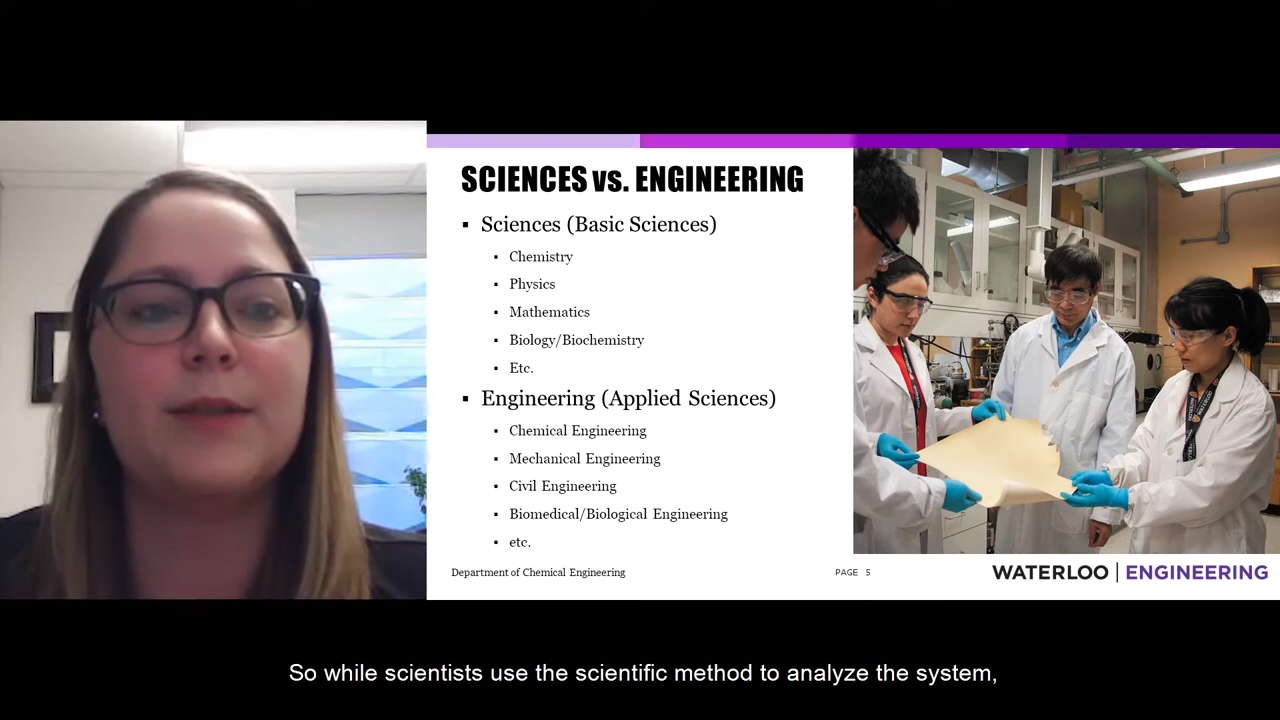 SCIENCES vs. ENGINEERING
▪ Sciences (Basic Sciences)
▪ Chemistry
▪ Physics
▪ Mathematics
▪ Biology/Biochemistry
▪ Etc.
▪ Engineering (Applied Sciences)
▪ Chemical Engineering
▪ Mechanical Engineering
▪ Civil Engineering
▪ Biomedical/Biological Engineering
▪ etc.
Department of Chemical Engineering
PAGE 5
WATERLOO | ENGINEERING
So while scientists use the scientific method to analyze the system,